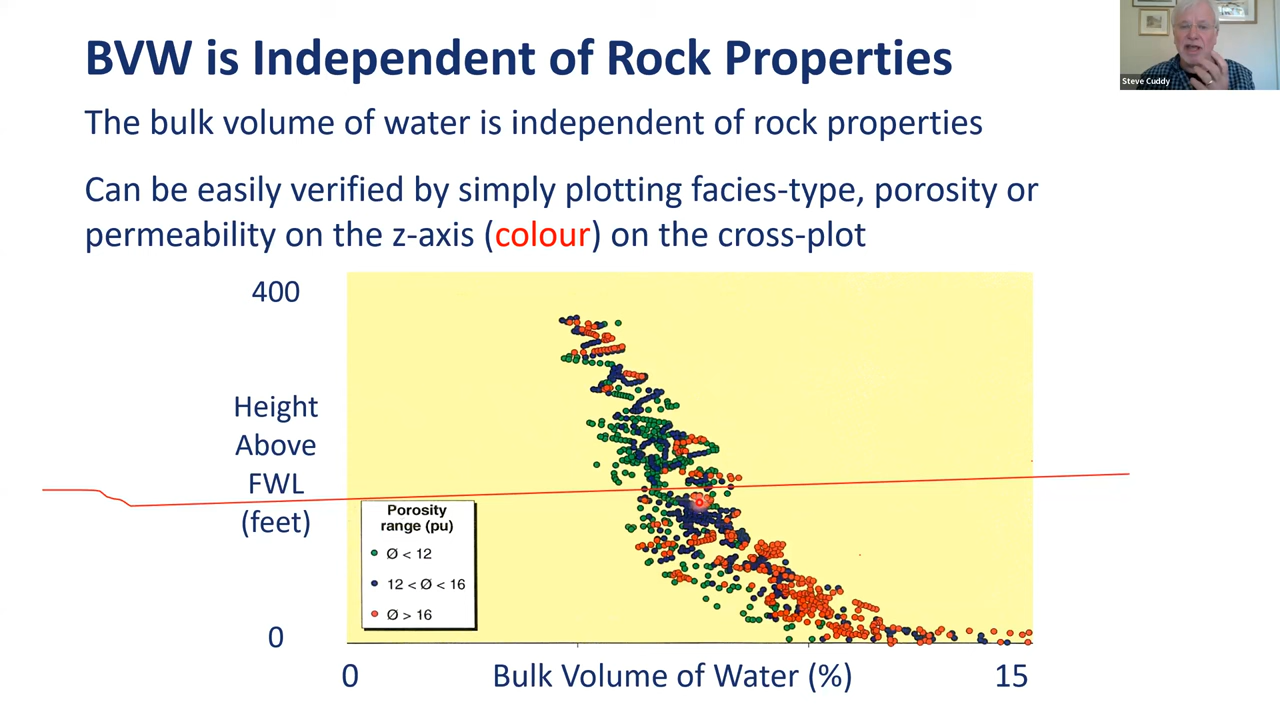 BVW is Independent of Rock Properties
Steve Cuddy
The bulk volume of water is independent of rock properties
Can be easily verified by simply plotting facies-type, porosity or
permeability on the z-axis (colour) on the cross-plot
400
Height
Above
FWL
(feet)
0
Porosity
range (pu)
Ø < 12
12 < Ø < 16
Ø > 16
0
Bulk Volume of Water (%)
15